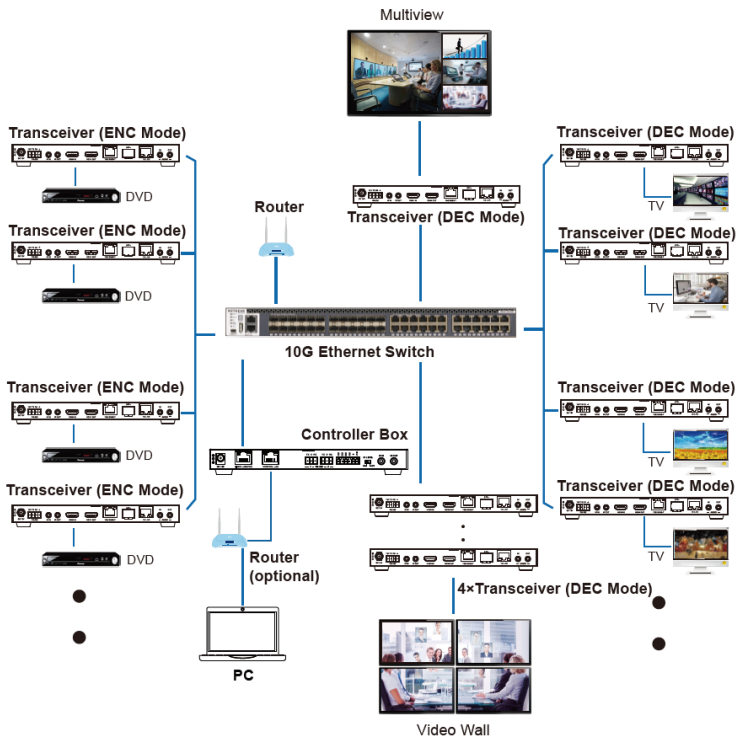 Multiview
Transceiver (ENC Mode)
DVD
Transceiver (ENC Mode)
DVD
Transceiver (ENC Mode)
DVD
Transceiver (ENC Mode)
DVD
Router
Transceiver (DEC Mode)
10G Ethernet Switch
Controller Box
Router
(optional)
PC
4×Transceiver (DEC Mode)
Video Wall
Transceiver (DEC Mode)
TV
Transceiver (DEC Mode)
TV
Transceiver (DEC Mode)
TV
Transceiver (DEC Mode)
TV